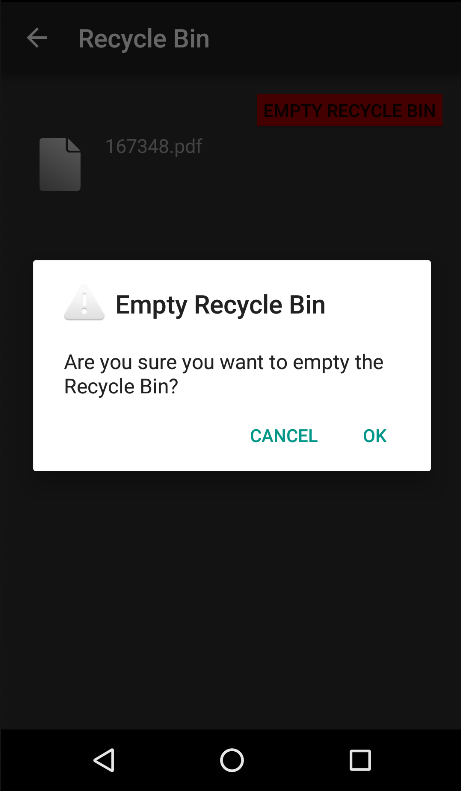 Recycle Bin
EMPTY RECYCLE BIN
167348.pdf
Empty Recycle Bin
Are you sure you want to empty the
Recycle Bin?
CANCEL OK